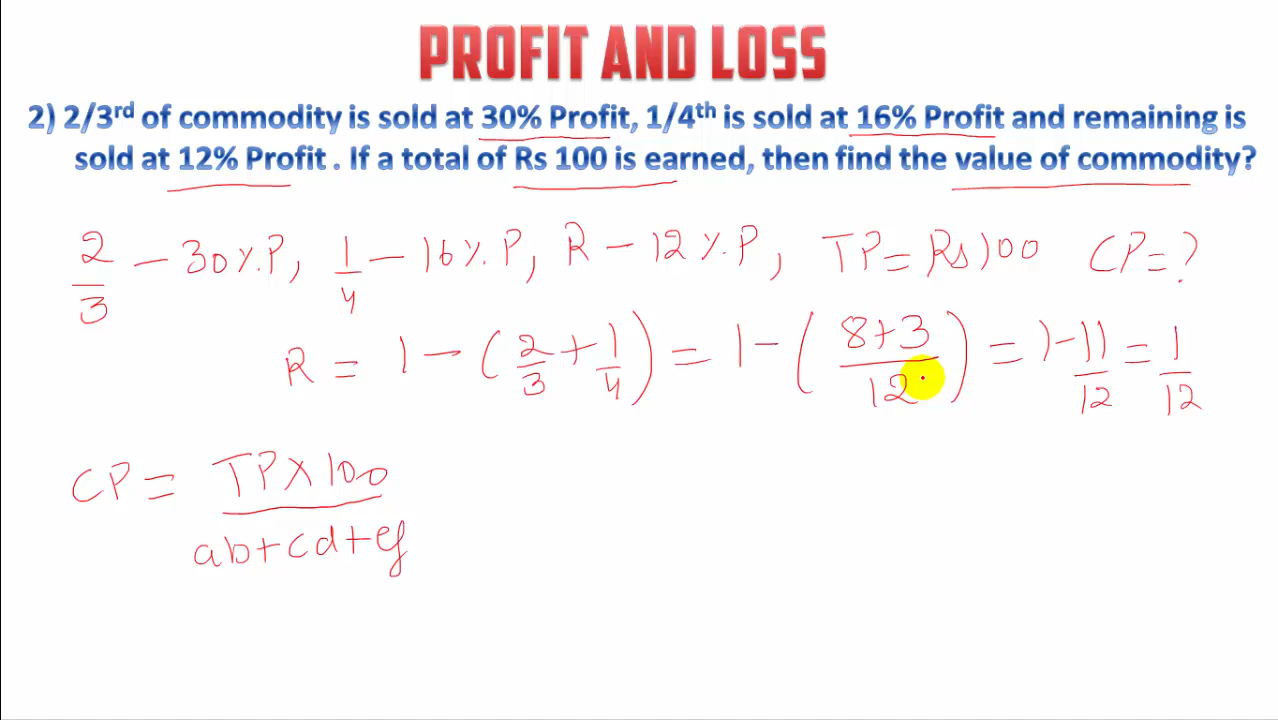 PROFIT AND LOSS
2) 2/3rd of commodity is sold at 30% Profit, 1/4th is sold at 16% Profit and remaining is
sold at 12% Profit . If a total of Rs 100 is earned, then find the value of commodity?
2/3 – 30%.P, 1/4 – 16%.P, R – 12%.P, TP = Rs100 CP = ?
R = 1 – (2/3 + 1/4) = 1 – (8+3/12) = 1 - 11/12 = 1/12
CP = TP X 100
ab+cd+ef